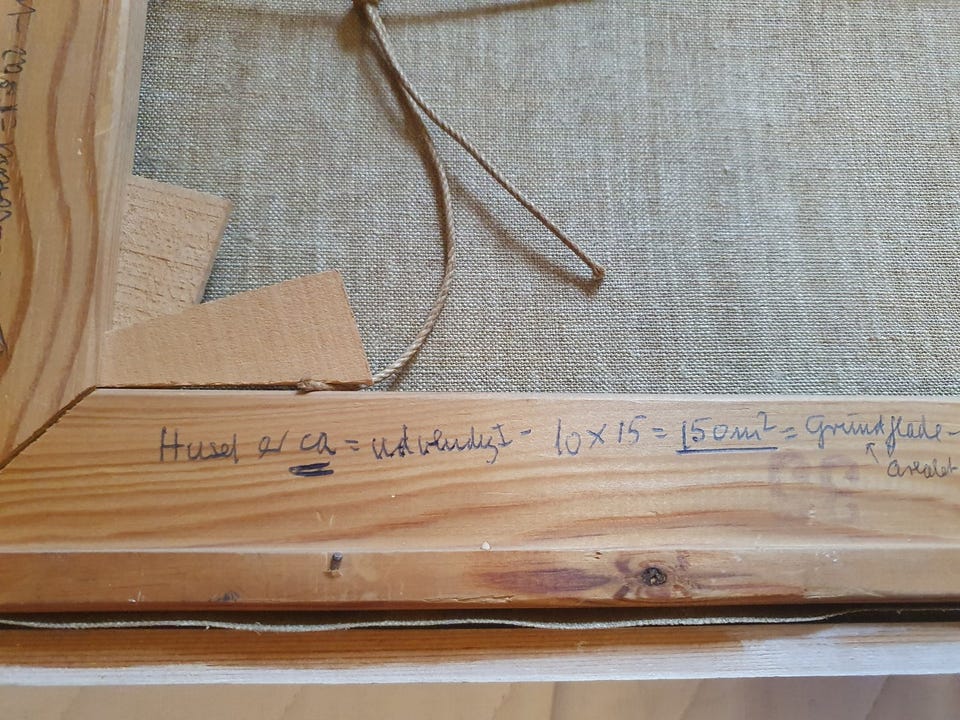 Huset er ca = udvendigt - 10 x 15 = 150 m² = Grundflade-
↑ arealet